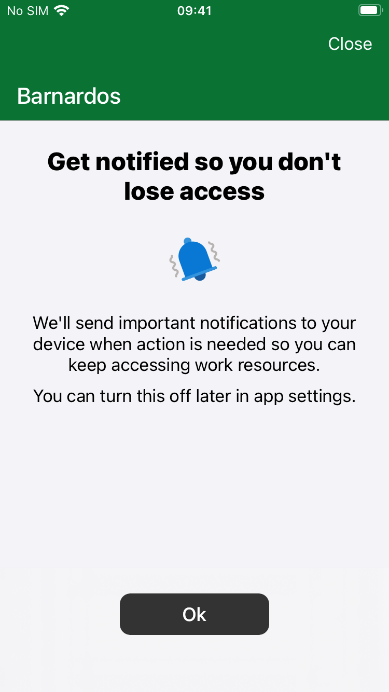 No SIM 09:41
Close
Barnardos
Get notified so you don't
lose access
We'll send important notifications to your
device when action is needed so you can
keep accessing work resources.
You can turn this off later in app settings.
Ok